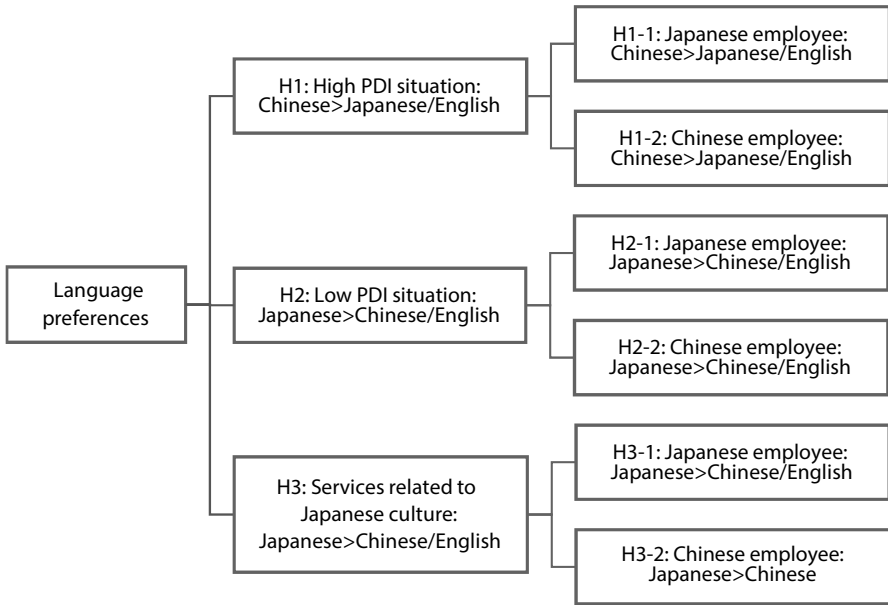 Language
preferences
H1: High PDI situation:
Chinese>Japanese/English
H1-1: Japanese employee:
Chinese>Japanese/English
H1-2: Chinese employee:
Chinese>Japanese/English
H2: Low PDI situation:
Japanese>Chinese/English
H2-1: Japanese employee:
Japanese>Chinese/English
H2-2: Chinese employee:
Japanese>Chinese/English
H3: Services related to
Japanese culture:
Japanese>Chinese/English
H3-1: Japanese employee:
Japanese>Chinese/English
H3-2: Chinese employee:
Japanese>Chinese